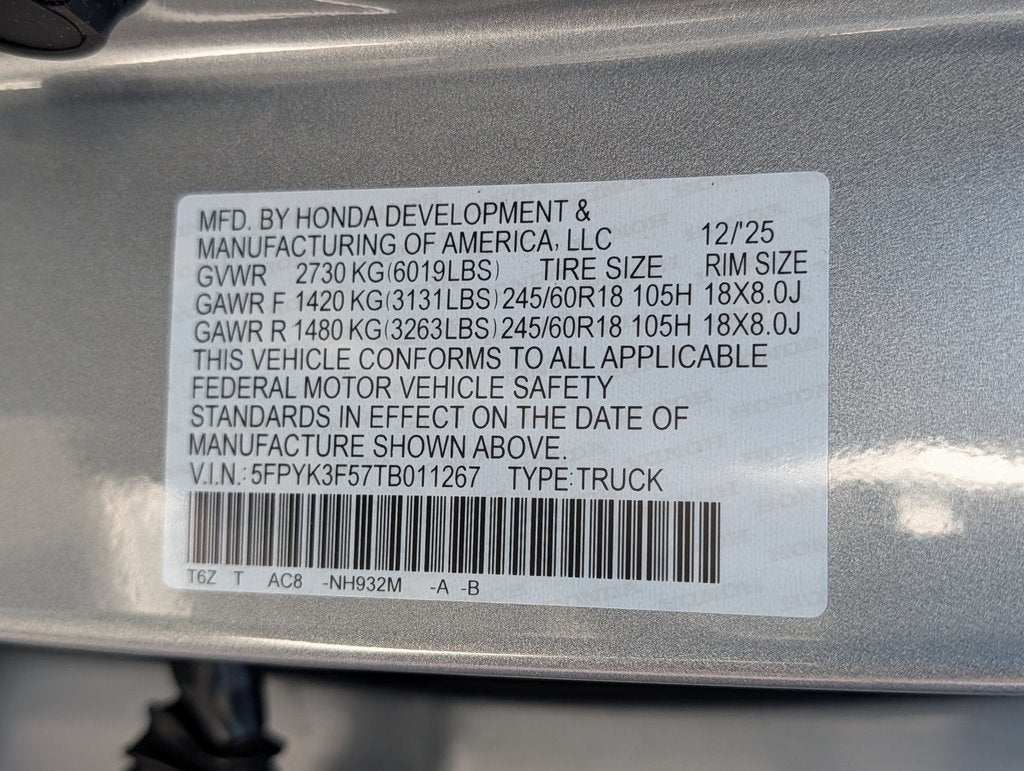 MFD. BY HONDA DEVELOPMENT &
MANUFACTURING OF AMERICA, LLC 12/'25
GVWR 2730 KG(6019LBS) TIRE SIZE RIM SIZE
GAWR F 1420 KG(3131LBS) 245/60R18 105H 18X8.0J
GAWR R 1480 KG(3263LBS) 245/60R18 105H 18X8.0J
THIS VEHICLE CONFORMS TO ALL APPLICABLE
FEDERAL MOTOR VEHICLE SAFETY
STANDARDS IN EFFECT ON THE DATE OF
MANUFACTURE SHOWN ABOVE.
V.I.N.: 5FPYK3F57TB011267 TYPE:TRUCK
T6Z T AC8 -NH932M -A -B